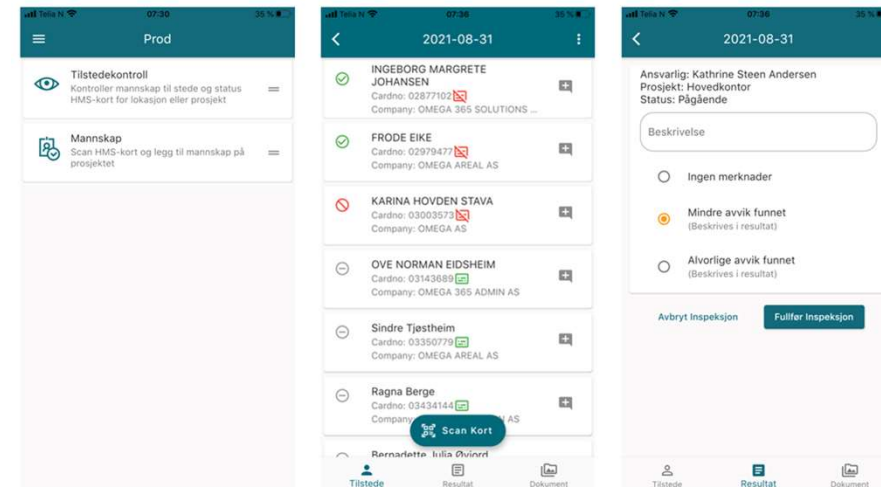 Telia N
07:30
35 %
Prod
Tilstedekontroll
Kontroller mannskap til stede og status
HMS-kort for lokasjon eller prosjekt
Mannskap
Scan HMS-kort og legg til mannskap på
prosjektet
Telia N
07:36
35 %
2021-08-31
INGEBORG MARGRETE
JOHANSEN
Cardno: 02877102
Company: OMEGA 365 SOLUTIONS ...
FRODE EIKE
Cardno: 02979477
Company: OMEGA AREAL AS
KARINA HOVDEN STAVA
Cardno: 03003573
Company: OMEGA AS
OVE NORMAN EIDSHEIM
Cardno: 03143689
Company: OMEGA 365 ADMIN AS
Sindre Tjøstheim
Cardno: 03350779
Company: OMEGA AREAL AS
Ragna Berge
Cardno: 03434144
Company AS
Scan Kort
Bernadette Julia Øvjord
Tilstede
Resultat
Dokument
Telia N
07:36
35 %
2021-08-31
Ansvarlig: Kathrine Steen Andersen
Prosjekt: Hovedkontor
Status: Pågående
Beskrivelse
Ingen merknader
Mindre avvik funnet
(Beskrives i resultat)
Alvorlige avvik funnet
(Beskrives i resultat)
Avbryt Inspeksjon
Fullfør Inspeksjon
Tilstede
Resultat
Dokument